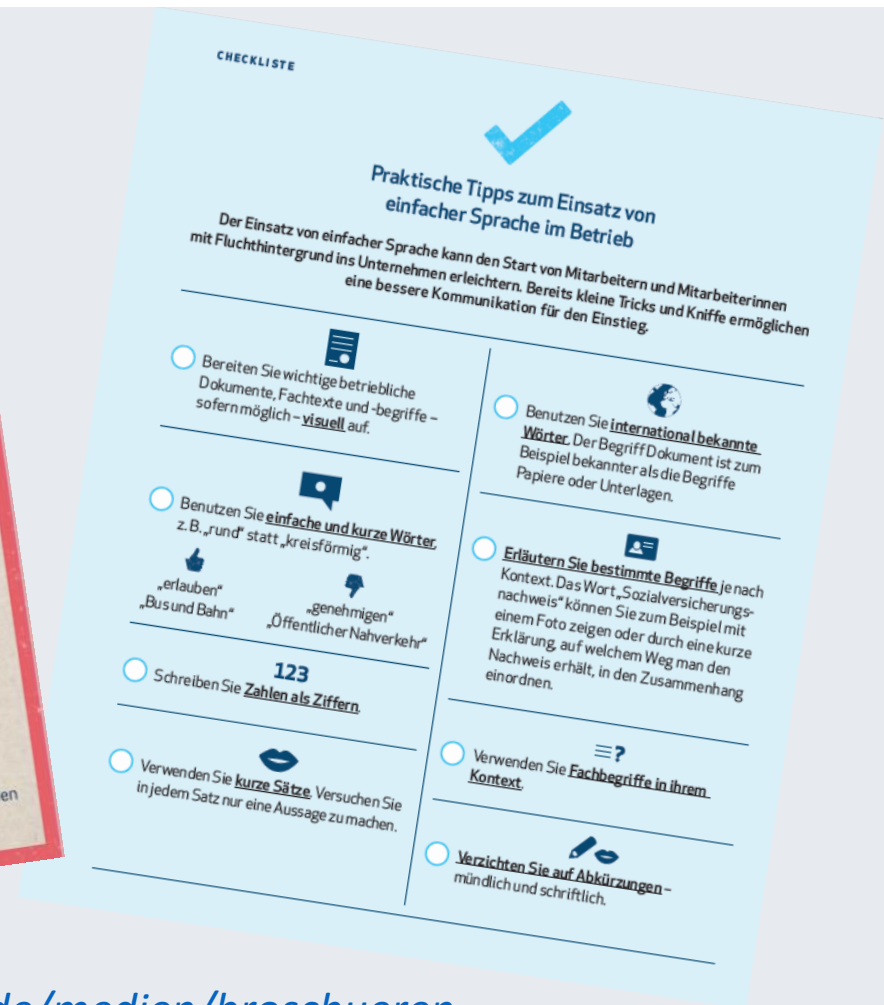 CHECKLISTE
Praktische Tipps zum Einsatz von
einfacher Sprache im Betrieb
Der Einsatz von einfacher Sprache kann den Start von Mitarbeitern und Mitarbeiterinnen
mit Fluchthintergrund ins Unternehmen erleichtern. Bereits kleine Tricks und Kniffe ermöglichen
eine bessere Kommunikation für den Einstieg.
Bereiten Sie wichtige betriebliche
Dokumente, Fachtexte und -begriffe –
sofern möglich – visuell auf.
Benutzen Sie einfache und kurze Wörter,
z. B. „rund“ statt „kreisförmig“.
„erlauben“
„Bus und Bahn“
„genehmigen“
„Öffentlicher Nahverkehr“
123
Schreiben Sie Zahlen als Ziffern.
Verwenden Sie kurze Sätze. Versuchen Sie
in jedem Satz nur eine Aussage zu machen.
Benutzen Sie international bekannte
Wörter. Der Begriff Dokument ist zum
Beispiel bekannter als die Begriffe
Papiere oder Unterlagen.
Erläutern Sie bestimmte Begriffe je nach
Kontext. Das Wort „Sozialversicherungs-
nachweis“ können Sie zum Beispiel mit
einem Foto zeigen oder durch eine kurze
Erklärung, auf welchem Weg man den
Nachweis erhält, in den Zusammenhang
einordnen.
?
Verwenden Sie Fachbegriffe in ihrem
Kontext.
Verzichten Sie auf Abkürzungen –
mündlich und schriftlich.
en
de/medien/broschueren